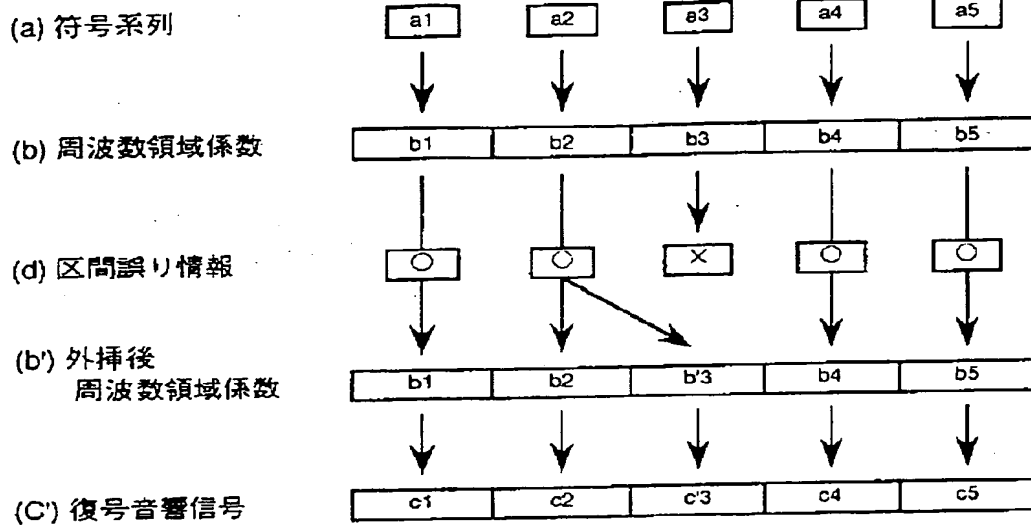 (a) 符号系列 a1 a2 a3 a4 a5
(b) 周波数領域係数 b1 b2 b3 b4 b5
(d) 区間誤り情報 ○ ○ × ○ ○
(b') 外挿後
周波数領域係数 b1 b2 b'3 b4 b5
(C') 復号音響信号 c1 c2 c'3 c4 c5